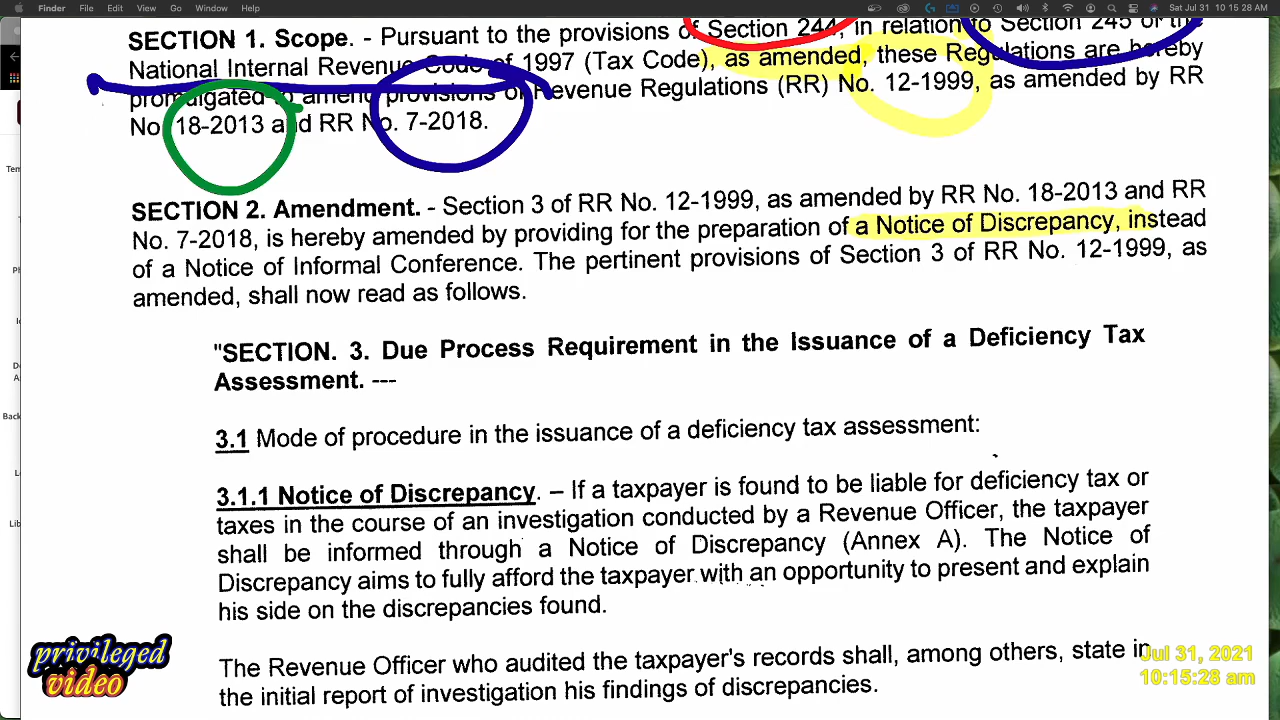 Finder File Edit View Go Window Help Sat Jul 31 10 15 28 AM
SECTION 1. Scope. - Pursuant to the provisions of Section 244, in relation to Section 245 of the
National Internal Revenue Code of 1997 (Tax Code), as amended, these Regulations are hereby
promulgated to amend provisions of Revenue Regulations (RR) No. 12-1999, as amended by RR
No. 18-2013 and RR No. 7-2018.
SECTION 2. Amendment. - Section 3 of RR No. 12-1999, as amended by RR No. 18-2013 and RR
No. 7-2018, is hereby amended by providing for the preparation of a Notice of Discrepancy, instead
of a Notice of Informal Conference. The pertinent provisions of Section 3 of RR No. 12-1999, as
amended, shall now read as follows.
"SECTION. 3. Due Process Requirement in the Issuance of a Deficiency Tax
Assessment. ---
3.1 Mode of procedure in the issuance of a deficiency tax assessment:
3.1.1 Notice of Discrepancy. – If a taxpayer is found to be liable for deficiency tax or
taxes in the course of an investigation conducted by a Revenue Officer, the taxpayer
shall be informed through a Notice of Discrepancy (Annex A). The Notice of
Discrepancy aims to fully afford the taxpayer with an opportunity to present and explain
his side on the discrepancies found.
The Revenue Officer who audited the taxpayer's records shall, among others, state in
the initial report of investigation his findings of discrepancies.
privileged
video
Jul 31, 2021
10:15:28 am